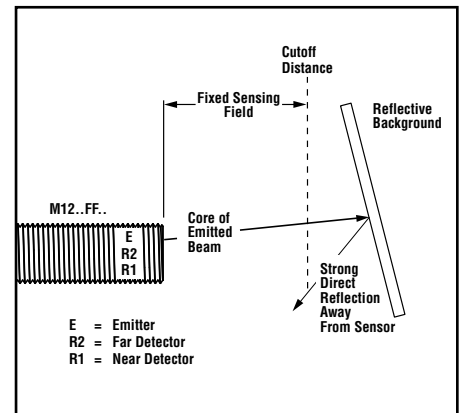 Cutoff
Distance
Fixed Sensing
Field
Reflective
Background
M12..FF..
E
R2
R1
Core of
Emitted
Beam
Strong
Direct
Reflection
Away
From Sensor
E = Emitter
R2 = Far Detector
R1 = Near Detector